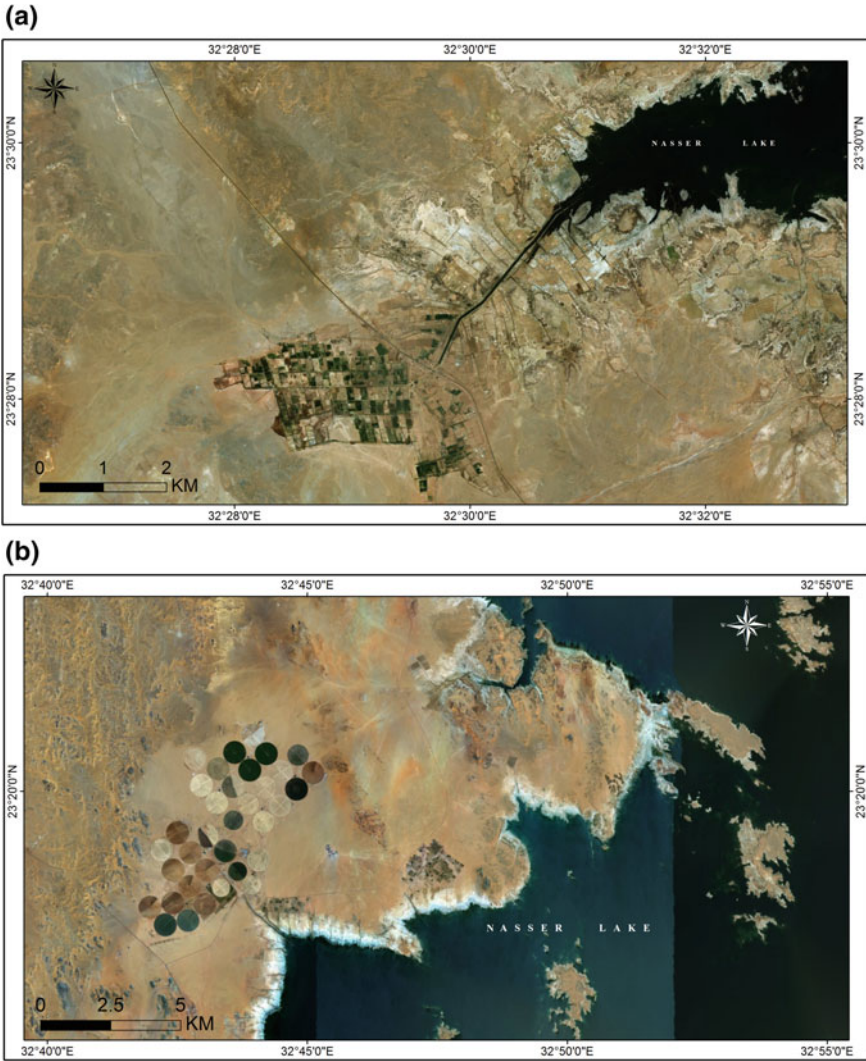 (a)
32°28'0"E 32°30'0"E 32°32'0"E
23°30'0"N NASSER LAKE 23°30'0"N
23°28'0"N 23°28'0"N
0 1 2
KM
32°28'0"E 32°30'0"E 32°32'0"E
(b)
32°40'0"E 32°45'0"E 32°50'0"E 32°55'0"E
23°20'0"N 23°20'0"N
NASSER LAKE
0 2.5 5
KM
32°40'0"E 32°45'0"E 32°50'0"E 32°55'0"E